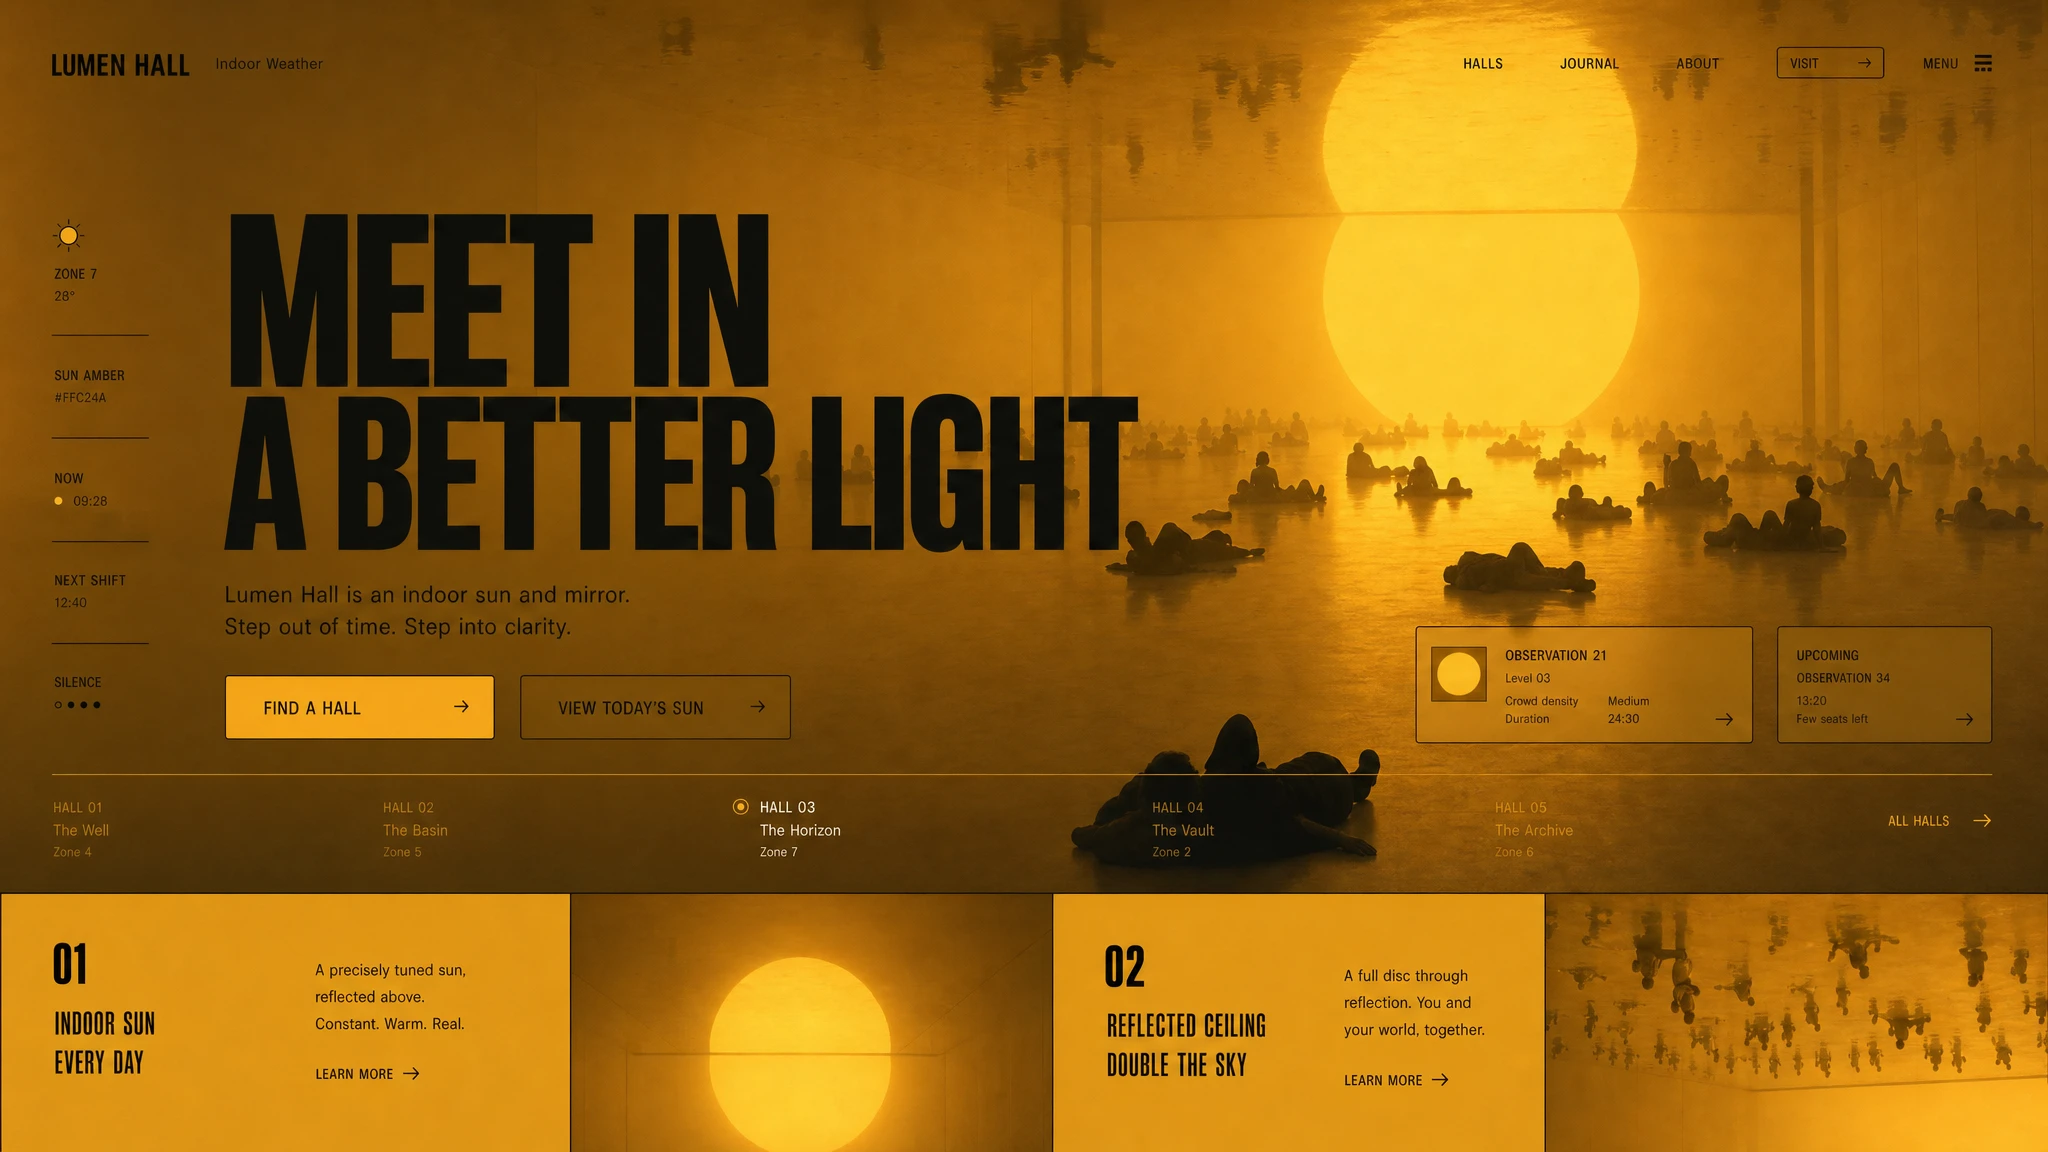 LUMEN HALL
Indoor Weather
HALLS
JOURNAL
ABOUT
VISIT
MENU
ZONE 7
28°
SUN AMBER
#FFC24A
NOW
09:28
NEXT SHIFT
12:40
SILENCE
MEET IN
A BETTER LIGHT
Lumen Hall is an indoor sun and mirror.
Step out of time. Step into clarity.
FIND A HALL
VIEW TODAY'S SUN
OBSERVATION 21
Level 03
Crowd density Medium
Duration 24:30
UPCOMING
OBSERVATION 34
13:20
Few seats left
HALL 01
The Well
Zone 4
HALL 02
The Basin
Zone 5
HALL 03
The Horizon
Zone 7
HALL 04
The Vault
Zone 2
HALL 05
The Archive
Zone 6
ALL HALLS
01
INDOOR SUN
EVERY DAY
A precisely tuned sun,
reflected above.
Constant. Warm. Real.
LEARN MORE
02
REFLECTED CEILING
DOUBLE THE SKY
A full disc through
reflection. You and
your world, together.
LEARN MORE